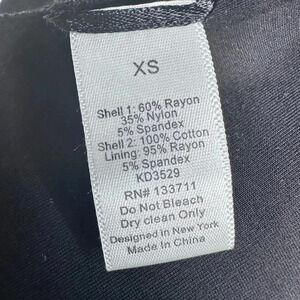 XS
Shell 1: 60% Rayon
35% Nylon
5% Spandex
Shell 2: 100% Cotton
Lining: 95% Rayon
5% Spandex
KD3529
RN# 133711
Do Not Bleach
Dry clean Only
Designed in New York
Made In China